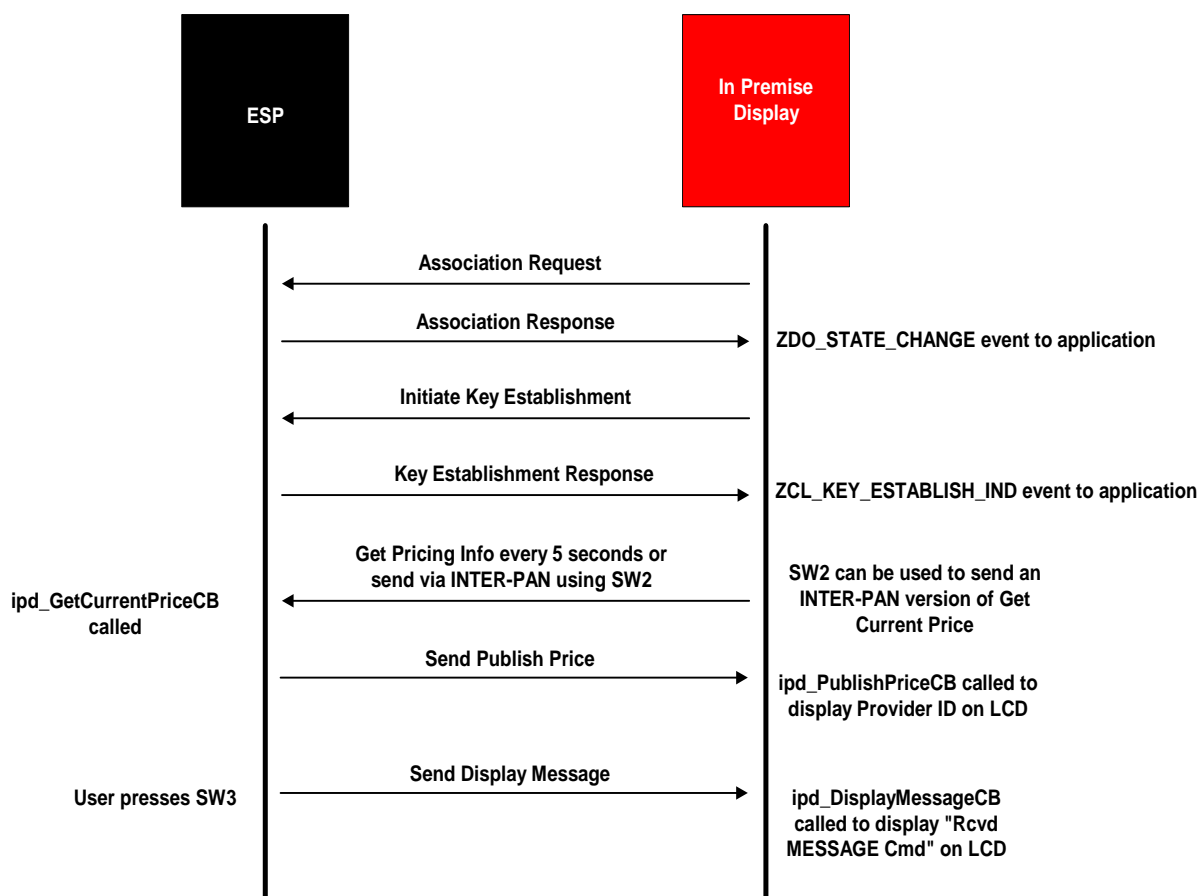 ESP
In Premise
Display
Association Request
Association Response
ZDO_STATE_CHANGE event to application
Initiate Key Establishment
Key Establishment Response
ZCL_KEY_ESTABLISH_IND event to application
Get Pricing Info every 5 seconds or
send via INTER-PAN using SW2
ipd_GetCurrentPriceCB
called
SW2 can be used to send an
INTER-PAN version of Get
Current Price
Send Publish Price
ipd_PublishPriceCB called to
display Provider ID on LCD
Send Display Message
User presses SW3
ipd_DisplayMessageCB
called to display "Rcvd
MESSAGE Cmd" on LCD